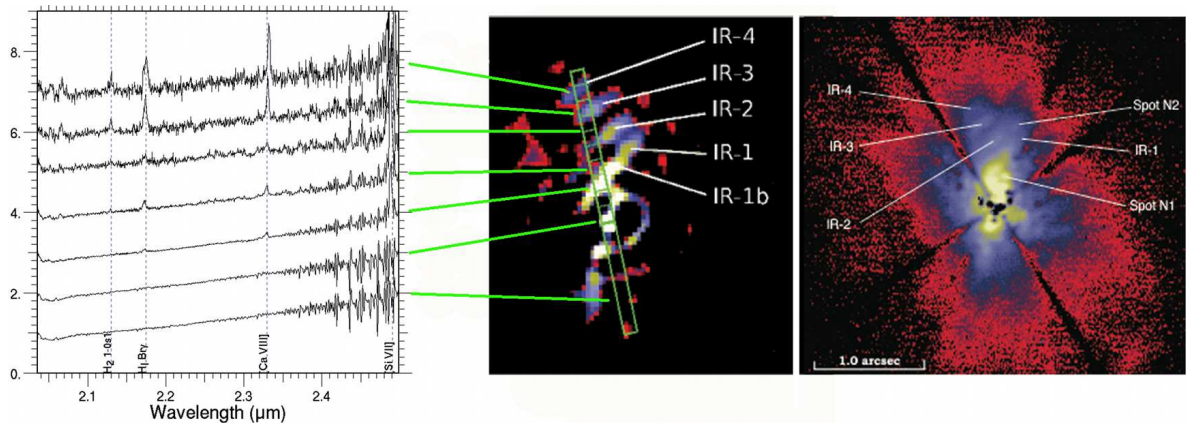 8.
6.
4.
2.
0.
H2 1-0s1
HI Brγ
Ca VIII]
Si VII]
2.1
2.2
2.3
2.4
Wavelength (μm)
IR-4
IR-3
IR-2
IR-1
IR-1b
IR-4
Spot N2
IR-3
IR-1
IR-2
Spot N1
1.0 arcsec